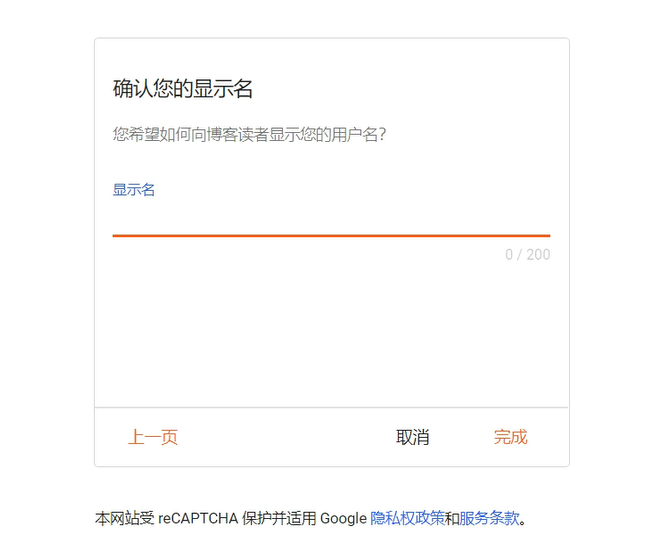 确认您的显示名
您希望如何向博客读者显示您的用户名?
显示名
0 / 200
上一页 取消 完成
本网站受 reCAPTCHA 保护并适用 Google 隐私权政策和服务条款。